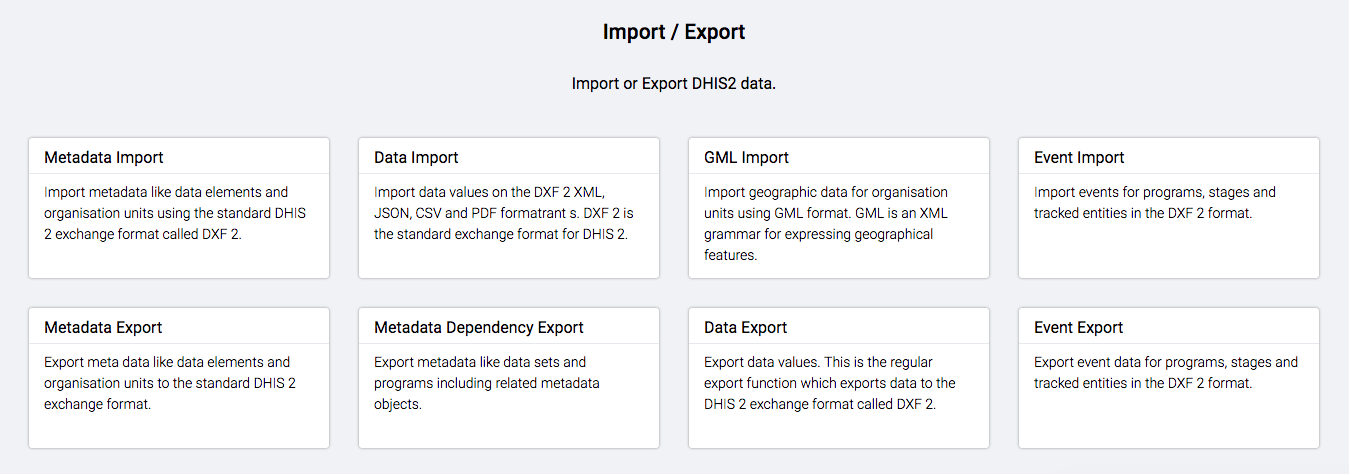 Import / Export
Import or Export DHIS2 data.
Metadata Import
Import metadata like data elements and
organisation units using the standard DHIS
2 exchange format called DXF 2.
Data Import
Import data values on the DXF 2 XML,
JSON, CSV and PDF formatrant s. DXF 2 is
the standard exchange format for DHIS 2.
GML Import
Import geographic data for organisation
units using GML format. GML is an XML
grammar for expressing geographical
features.
Event Import
Import events for programs, stages and
tracked entities in the DXF 2 format.
Metadata Export
Export meta data like data elements and
organisation units to the standard DHIS 2
exchange format.
Metadata Dependency Export
Export metadata like data sets and
programs including related metadata
objects.
Data Export
Export data values. This is the regular
export function which exports data to the
DHIS 2 exchange format called DXF 2.
Event Export
Export event data for programs, stages and
tracked entities in the DXF 2 format.